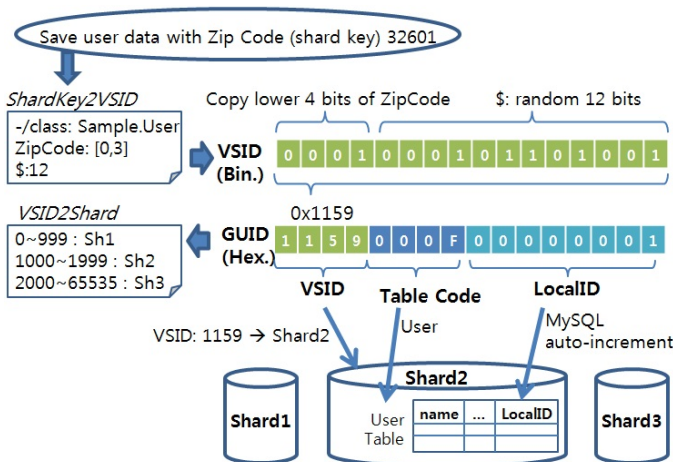 Save user data with Zip Code (shard key) 32601
ShardKey2VSID
-/class: Sample.User
ZipCode: [0,3]
$:12
Copy lower 4 bits of ZipCode
$: random 12 bits
VSID
(Bin.)
0 0 0 1 0 0 0 1 0 1 1 0 1 0 0 1
VSID2Shard
0~999 : Sh1
1000~1999 : Sh2
2000~65535 : Sh3
0x1159
GUID
(Hex.)
1 1 5 9 0 0 0 F 0 0 0 0 0 0 0 1
VSID
Table Code
LocalID
VSID: 1159 → Shard2
User
MySQL
auto-increment
Shard1
Shard2
User
Table
name ... LocalID
Shard3